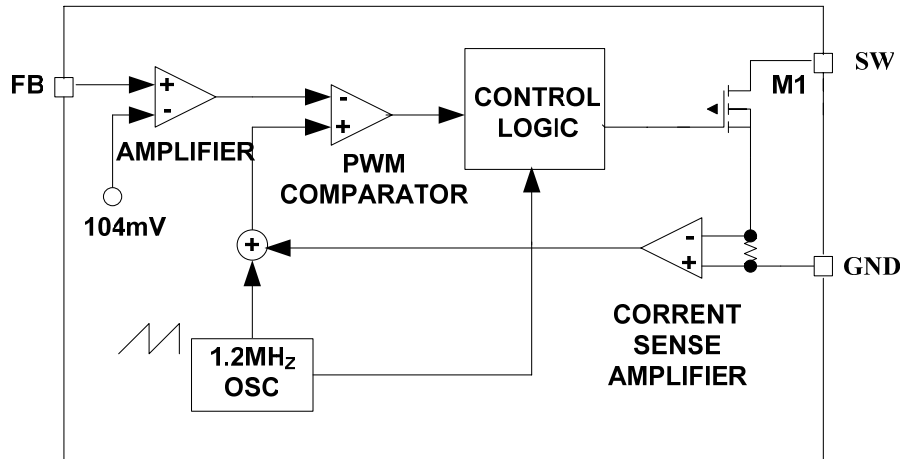 FB
+
-
AMPLIFIER
104mV
-
+
PWM
COMPARATOR
CONTROL
LOGIC
M1
SW
+
-
+
GND
CORRENT
SENSE
AMPLIFIER
1.2MHz
OSC